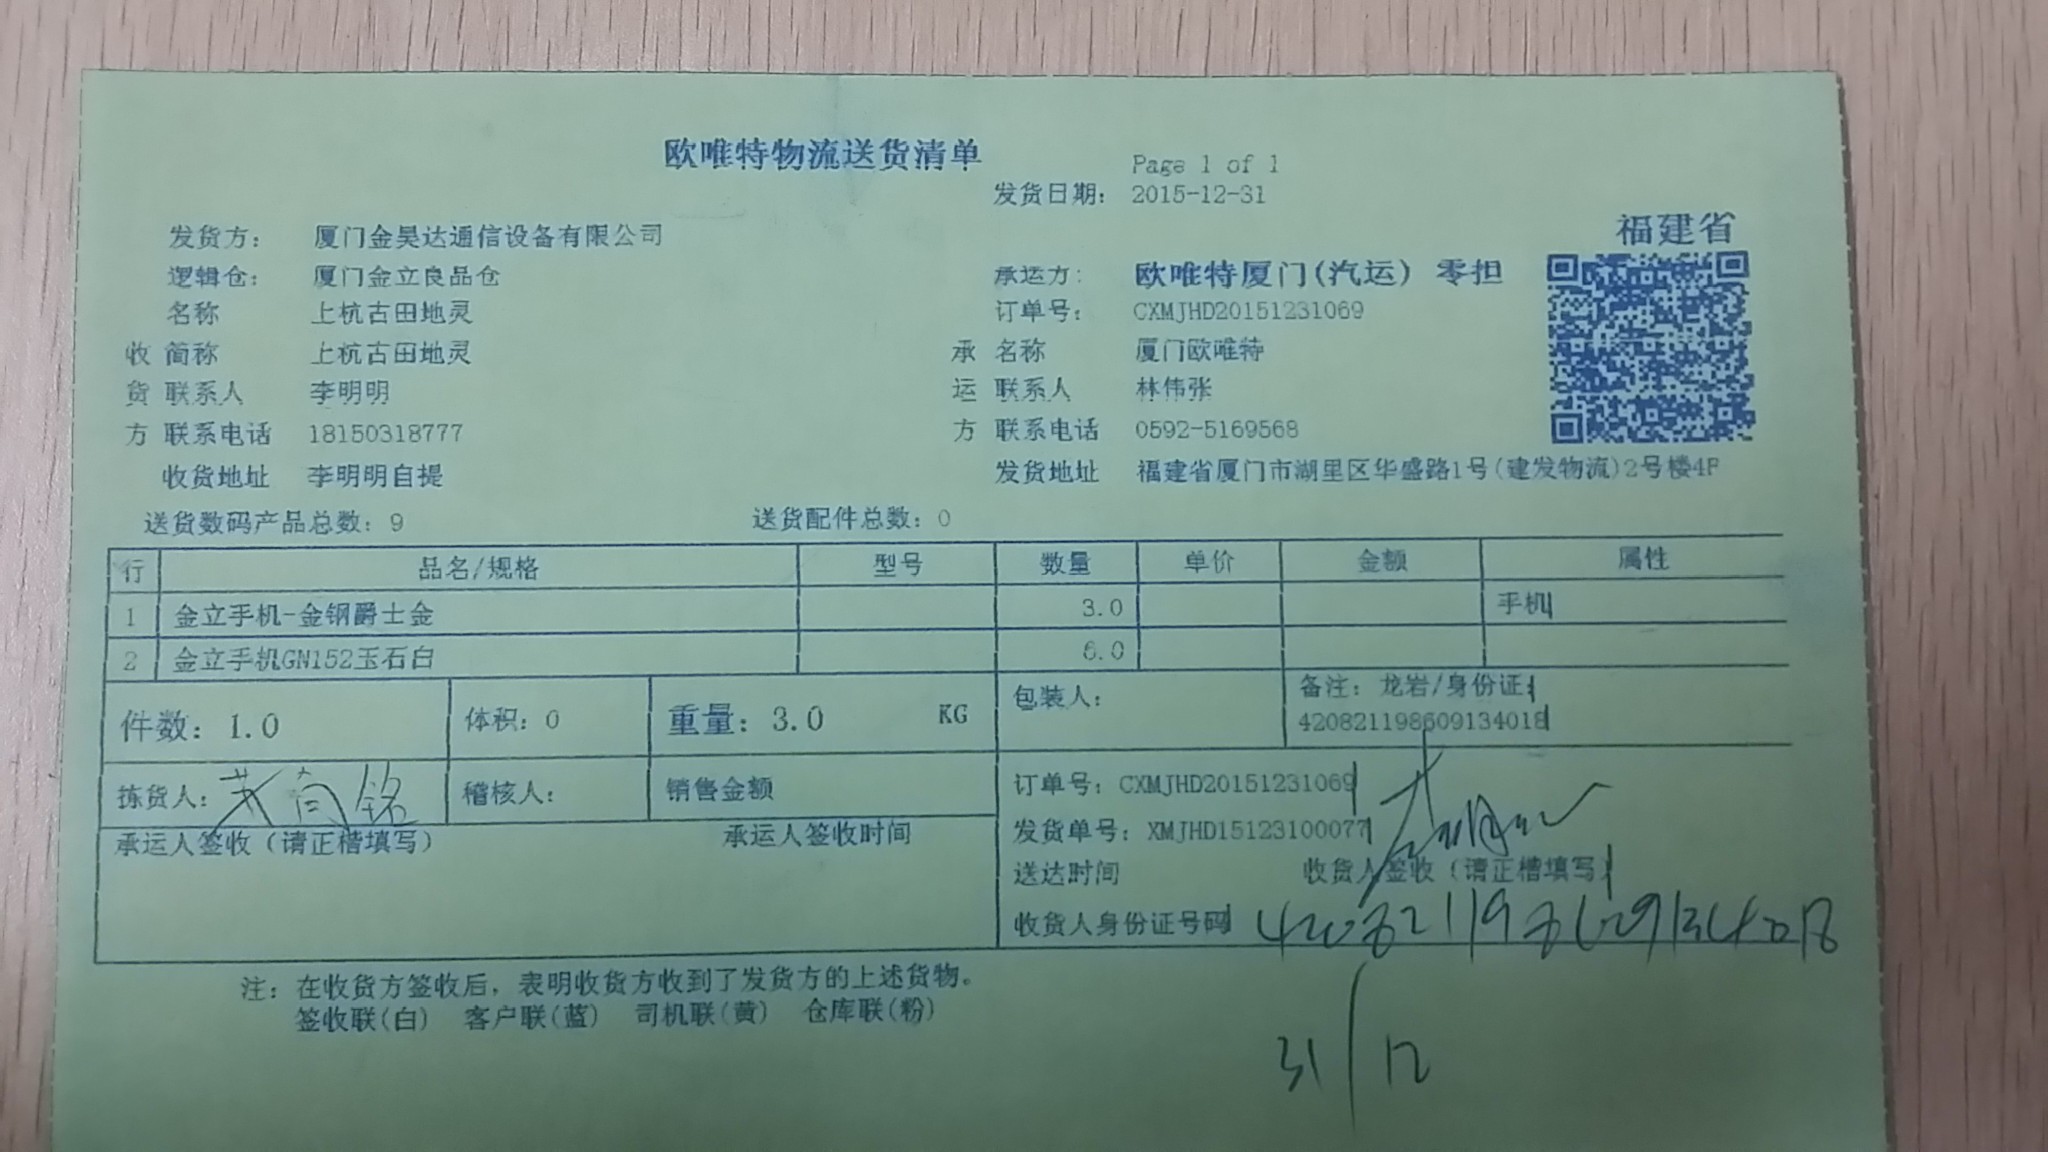 欧唯特物流送货清单
Page 1 of 1
发货日期： 2015-12-31
福建省
发货方： 厦门金昊达通信设备有限公司
逻辑仓： 厦门金立良品仓 承运方： 欧唯特厦门(汽运) 零担
名称 上杭古田地灵 订单号： CXMJHD20151231069
收 简称 上杭古田地灵 承 名称 厦门欧唯特
货 联系人 李明明 运 联系人 林伟张
方 联系电话 18150318777 方 联系电话 0592-5169568
收货地址 李明明自提 发货地址 福建省厦门市湖里区华盛路1号(建发物流)2号楼4F
送货数码产品总数：9 送货配件总数：0
行 品名/规格 型号 数量 单价 金额 属性
1 金立手机-金钢爵士金 3.0 手机
2 金立手机GN152玉石白 6.0
件数：1.0 体积：0 重量：3.0 KG 包装人： 备注：龙岩/身份证：
420821198609134018
拣货人： 稽核人： 销售金额 订单号：CXMJHD20151231069
承运人签收（请正楷填写） 承运人签收时间 发货单号：XMJHD15123100077
送达时间 收货人签收（请正楷填写）
收货人身份证号码 420821198609134018
注：在收货方签收后，表明收货方收到了发货方的上述货物。
签收联(白) 客户联(蓝) 司机联(黄) 仓库联(粉)
31/12